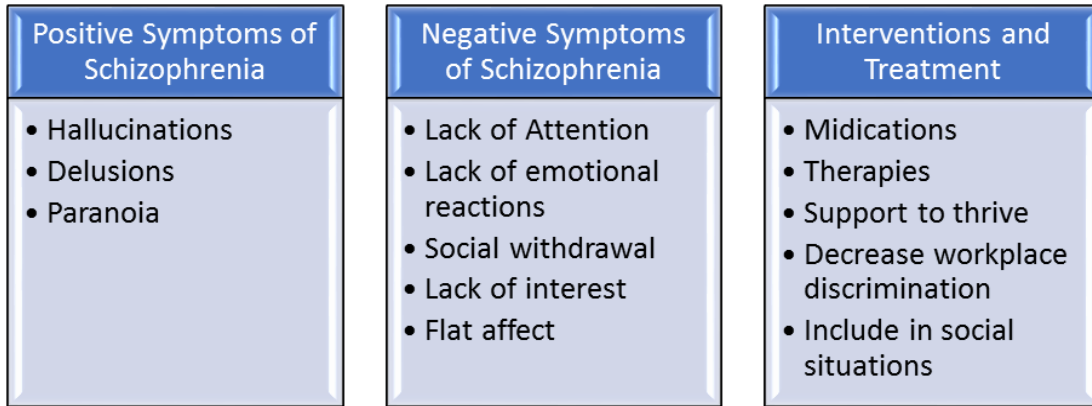 Positive Symptoms of
Schizophrenia
• Hallucinations
• Delusions
• Paranoia
Negative Symptoms
of Schizophrenia
• Lack of Attention
• Lack of emotional
reactions
• Social withdrawal
• Lack of interest
• Flat affect
Interventions and
Treatment
• Midications
• Therapies
• Support to thrive
• Decrease workplace
discrimination
• Include in social
situations